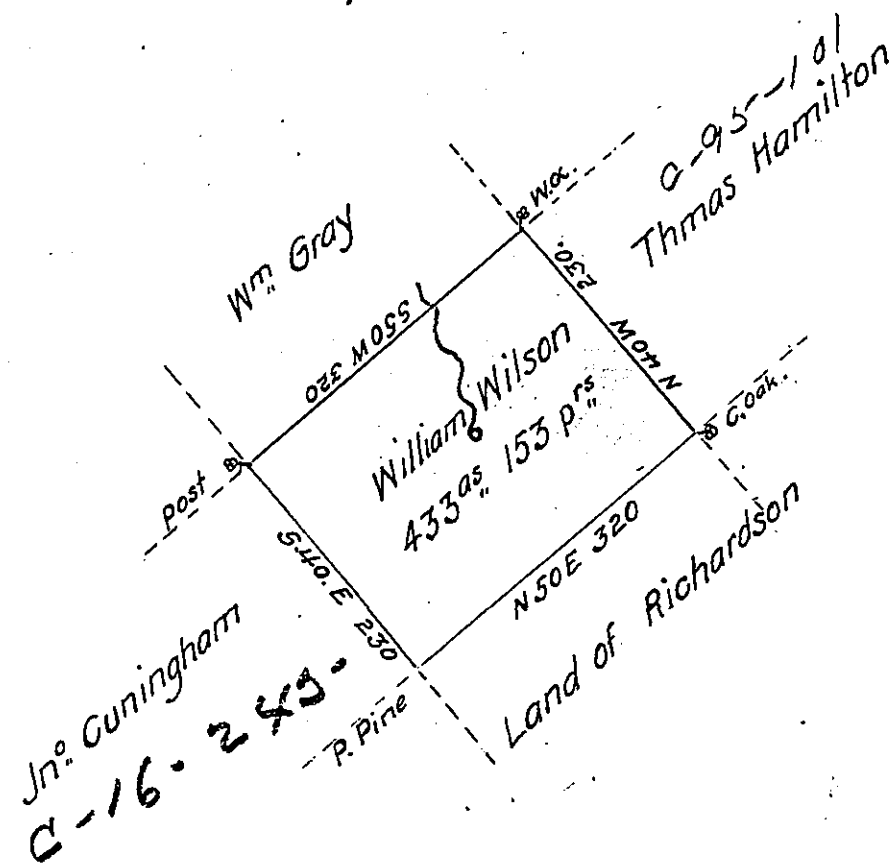 C-95-101
Thmas Hamilton
W.O.
Wm. Gray
S50W 320
230.
N40W
William Wilson
433as,, 153 prs
C.Oak.
Post
S40.E 230
N50E 320
Land of Richardson
Jno. Cuningham
P. Pine
C-16. 243.